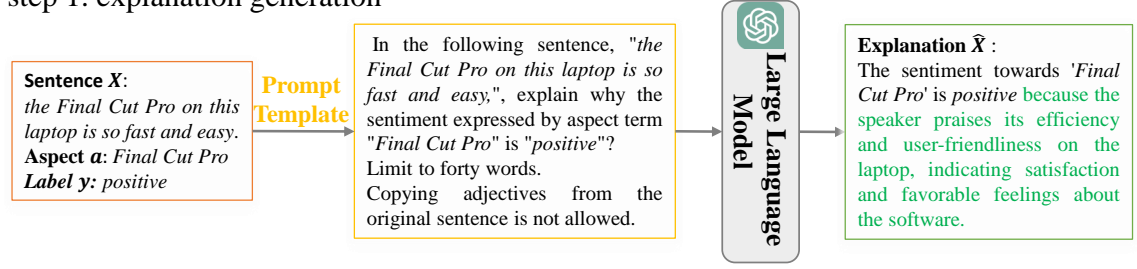 step 1: explanation generation
Sentence X:
the Final Cut Pro on this
laptop is so fast and easy.
Aspect a: Final Cut Pro
Label y: positive
Prompt
Template
In the following sentence, "the
Final Cut Pro on this laptop is so
fast and easy,", explain why the
sentiment expressed by aspect term
"Final Cut Pro" is "positive"?
Limit to forty words.
Copying adjectives from the
original sentence is not allowed.
Large Language
Model
Explanation X̂ :
The sentiment towards 'Final
Cut Pro' is positive because the
speaker praises its efficiency
and user-friendliness on the
laptop, indicating satisfaction
and favorable feelings about
the software.